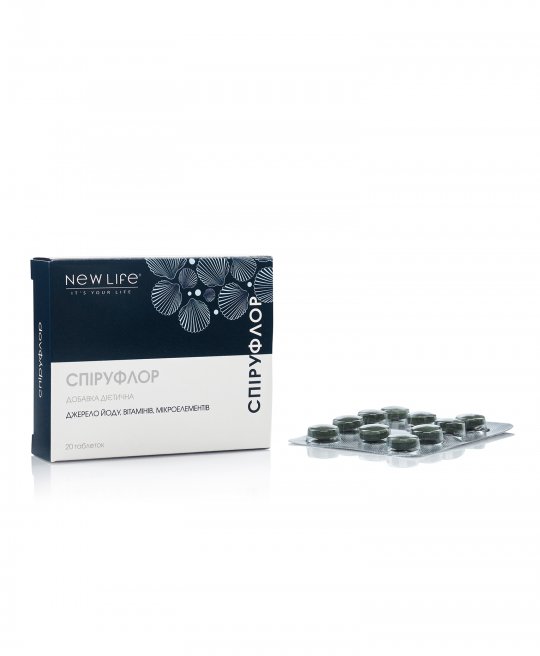 NEW LIFE®
IT'S YOUR LIFE
СПІРУФЛОР
ДОБАВКА ДІЄТИЧНА
ДЖЕРЕЛО ЙОДУ, ВІТАМІНІВ, МІКРОЕЛЕМЕНТІВ
20 таблеток
СПІРУФЛОР
СПІРУФЛОР